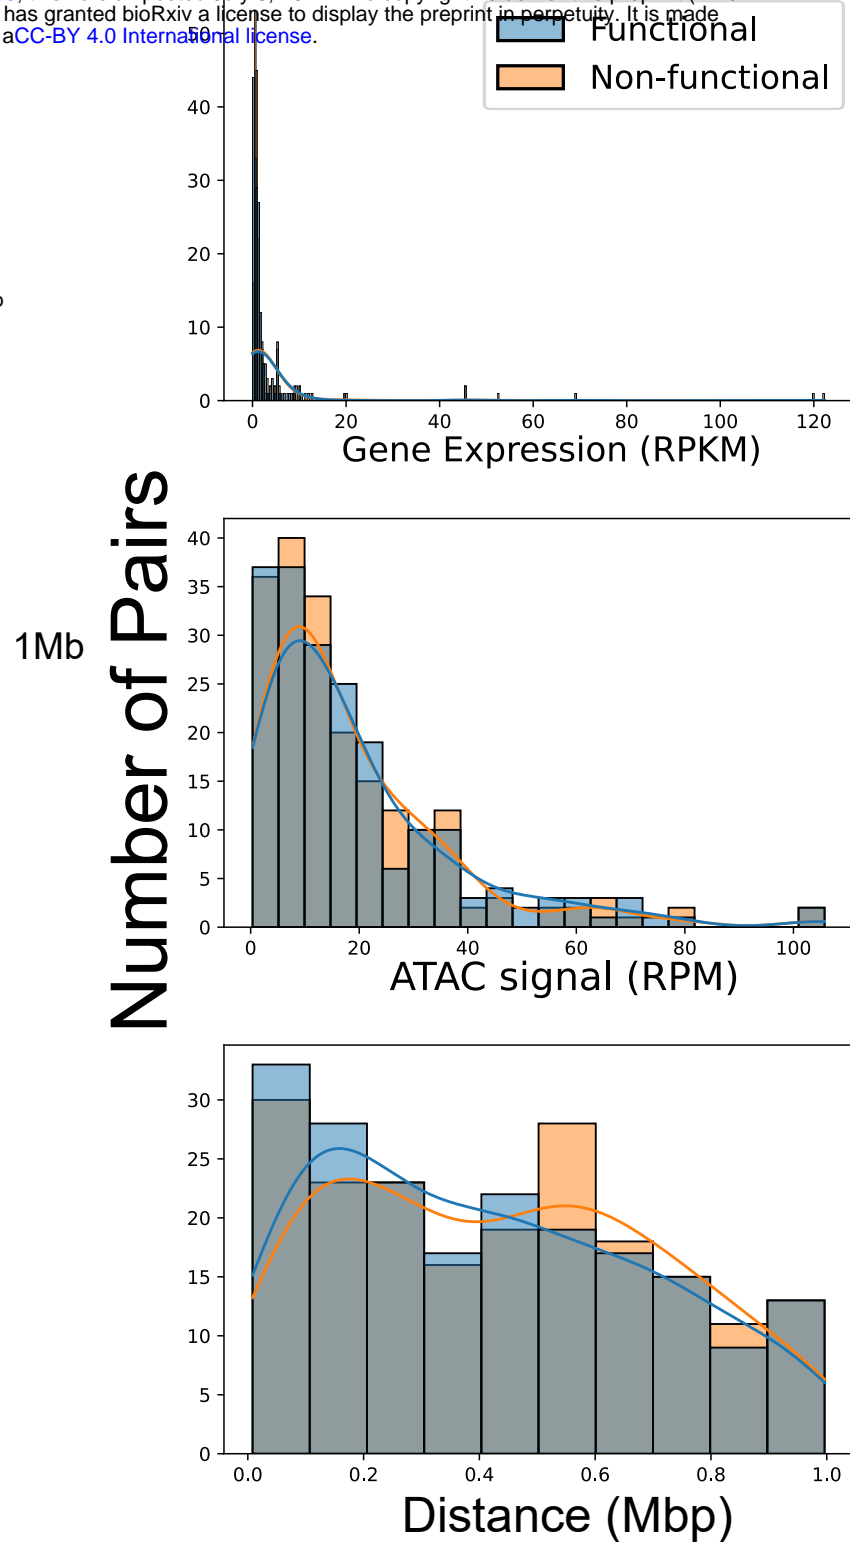 has granted bioRxiv a license to display the preprint in perpetuity. It is made
aCC-BY 4.0 International license.
Functional
Non-functional
50
40
30
20
10
0
0 20 40 60 80 100 120
Gene Expression (RPKM)
Number of Pairs
1Mb
40
35
30
25
20
15
10
5
0
0 20 40 60 80 100
ATAC signal (RPM)
30
25
20
15
10
5
0
0.0 0.2 0.4 0.6 0.8 1.0
Distance (Mbp)